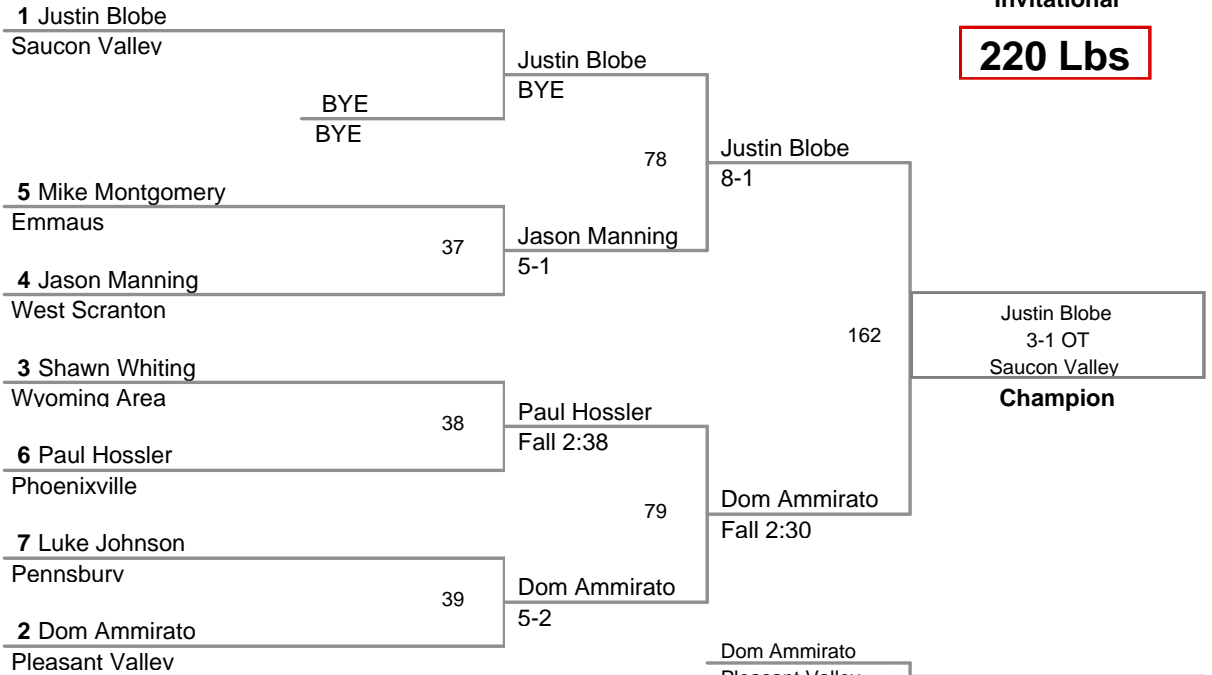 Invitational
220 Lbs
1 Justin Blobe
Saucon Valley
BYE
BYE
Justin Blobe
BYE
78
5 Mike Montgomery
Emmaus
37
4 Jason Manning
West Scranton
Jason Manning
5-1
Justin Blobe
8-1
3 Shawn Whiting
Wyoming Area
38
6 Paul Hossler
Phoenixville
Paul Hossler
Fall 2:38
79
7 Luke Johnson
Pennsbury
39
2 Dom Ammirato
Pleasant Valley
Dom Ammirato
5-2
Dom Ammirato
Fall 2:30
162
Justin Blobe
3-1 OT
Saucon Valley
Champion
Dom Ammirato
Pleasant Valley